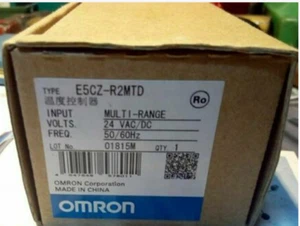 TYPE E5CZ-R2MTD
温度控制器
INPUT MULTI-RANGE
VOLTS. 24 VAC/DC
FREQ. 50/60Hz
LOT No. 01815M QTY. 1
OMRON Corporation
MADE IN CHINA
OMRON
Ro